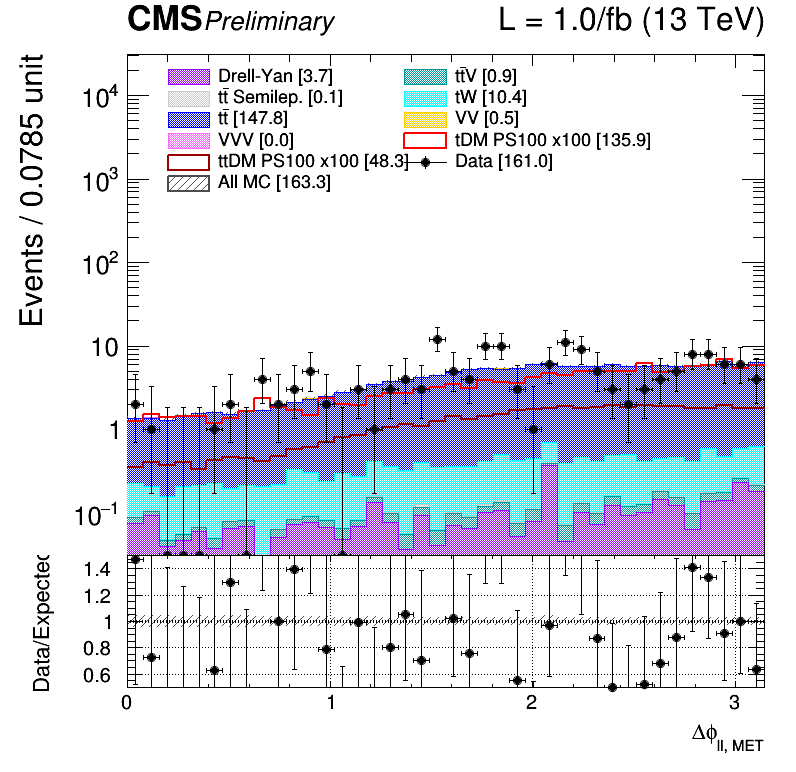 CMS Preliminary L = 1.0/fb (13 TeV)
Events / 0.0785 unit
Drell-Yan [3.7]
tt̄ Semilep. [0.1]
tt̄ [147.8]
VVV [0.0]
ttDM PS100 x100 [48.3]
All MC [163.3]
tt̄V [0.9]
tW [10.4]
VV [0.5]
tDM PS100 x100 [135.9]
Data [161.0]
10⁴
10³
10²
10
1
10⁻¹
Data/Expected
1.4
1.2
1
0.8
0.6
0 1 2 3
Δϕ_ll, MET